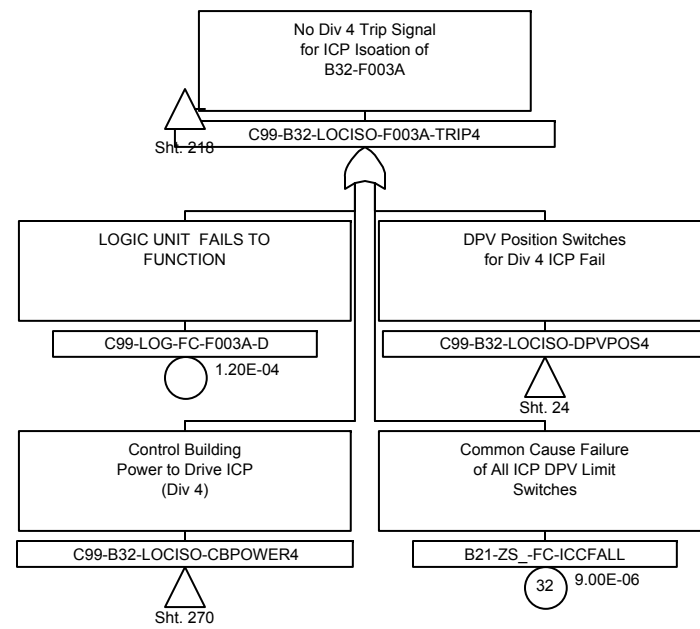 No Div 4 Trip Signal
for ICP Isoation of
B32-F003A
C99-B32-LOCISO-F003A-TRIP4
Sht. 218
LOGIC UNIT FAILS TO
FUNCTION
C99-LOG-FC-F003A-D
1.20E-04
DPV Position Switches
for Div 4 ICP Fail
C99-B32-LOCISO-DPVPOS4
Sht. 24
Control Building
Power to Drive ICP
(Div 4)
C99-B32-LOCISO-CBPOWER4
Sht. 270
Common Cause Failure
of All ICP DPV Limit
Switches
B21-ZS_-FC-ICCFALL
32
9.00E-06